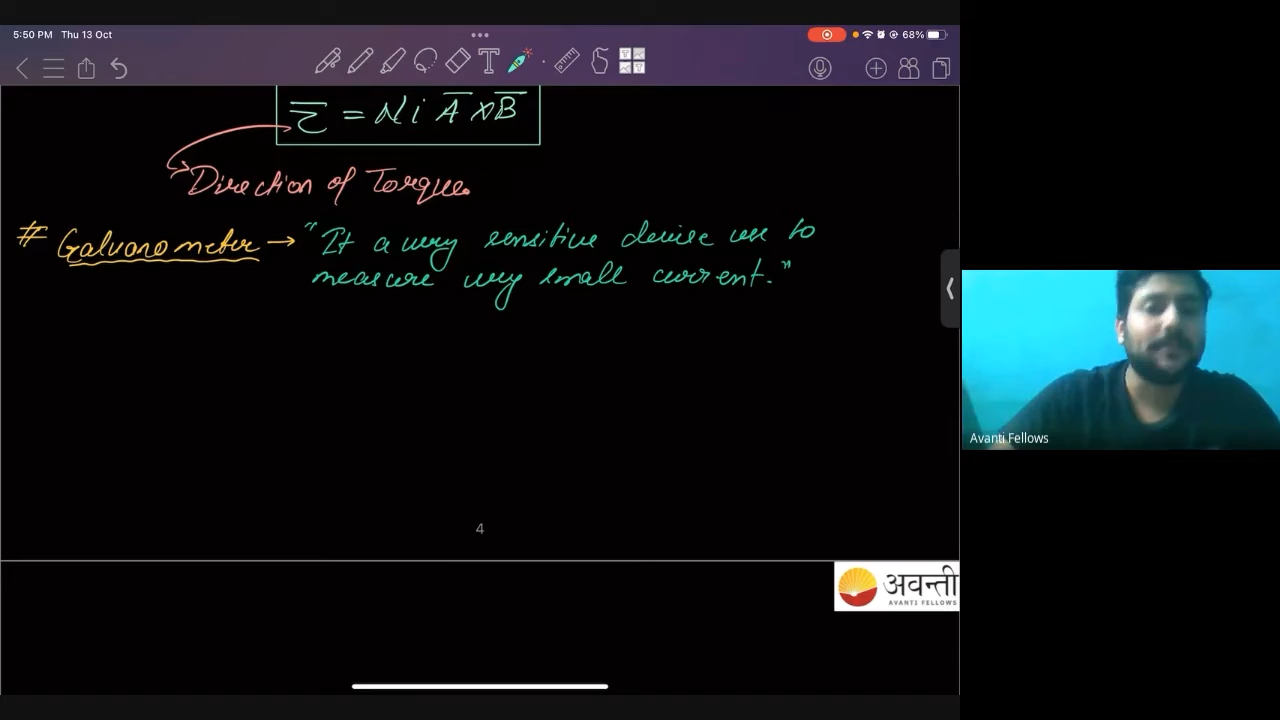 5:50 PM Thu 13 Oct
68%
τ = N i A × B
Direction of Torque
# Galvanometer → "It a very sensitive device use to
measure very small current."
4
अवन्ती
AVANTI FELLOWS
Avanti Fellows